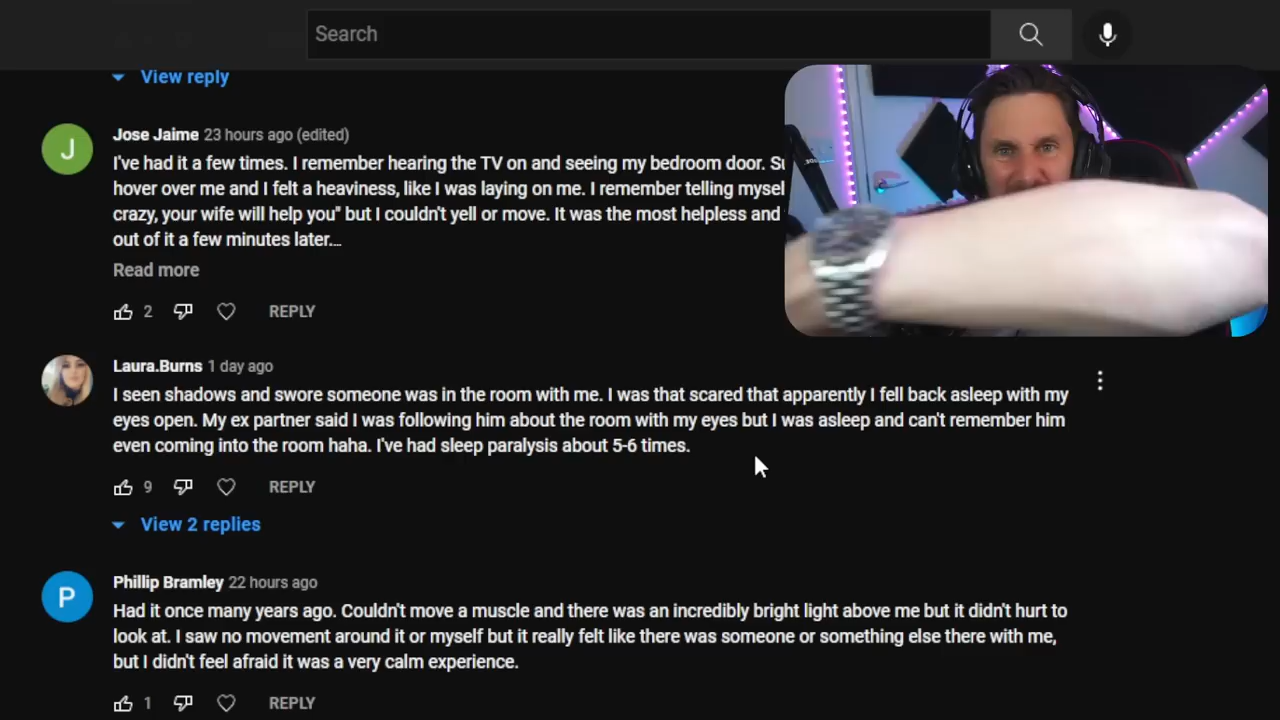 Search
View reply
J
Jose Jaime 23 hours ago (edited)
I've had it a few times. I remember hearing the TV on and seeing my bedroom door.
hover over me and I felt a heaviness, like I was laying on me. I remember telling
crazy, your wife will help you" but I couldn't yell or move. It was the most helpless and
out of it a few minutes later...
Read more
2
REPLY
Laura.Burns 1 day ago
I seen shadows and swore someone was in the room with me. I was that scared that apparently I fell back asleep with my
eyes open. My ex partner said I was following him about the room with my eyes but I was asleep and can't remember him
even coming into the room haha. I've had sleep paralysis about 5-6 times.
9
REPLY
View 2 replies
P
Phillip Bramley 22 hours ago
Had it once many years ago. Couldn't move a muscle and there was an incredibly bright light above me but it didn't hurt to
look at. I saw no movement around it or myself but it really felt like there was someone or something else there with me,
but I didn't feel afraid it was a very calm experience.
1
REPLY